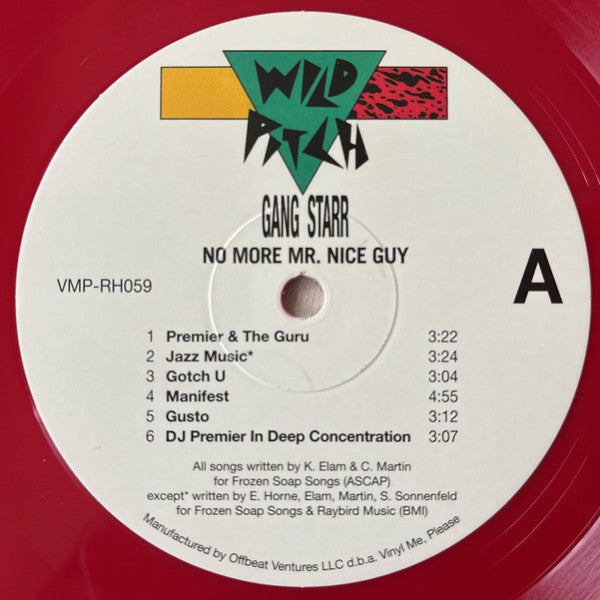 WILD
PITCH
GANG STARR
NO MORE MR. NICE GUY
A
VMP-RH059
1 Premier & The Guru 3:22
2 Jazz Music* 3:24
3 Gotch U 3:04
4 Manifest 4:55
5 Gusto 3:12
6 DJ Premier In Deep Concentration 3:07
All songs written by K. Elam & C. Martin
for Frozen Soap Songs (ASCAP)
except* written by E. Horne, Elam, Martin, S. Sonnenfeld
for Frozen Soap Songs & Raybird Music (BMI)
Manufactured by Offbeat Ventures LLC d.b.a. Vinyl Me, Please